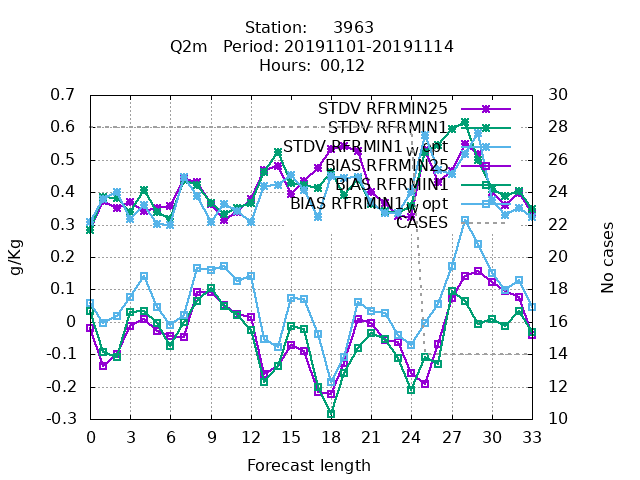 Station: 3963
Q2m Period: 20191101-20191114
Hours: 00,12
0.7
0.6
0.5
0.4
0.3
0.2
0.1
0
-0.1
-0.2
-0.3
g/Kg
STDV RFRMIN25
STDV RFRMIN1
STDV RFRMIN1_W_opt
BIAS RFRMIN25
BIAS RFRMIN1
BIAS RFRMIN1_W_opt
CASES
30
28
26
24
22
20
18
16
14
12
10
No cases
0 3 6 9 12 15 18 21 24 27 30 33
Forecast length